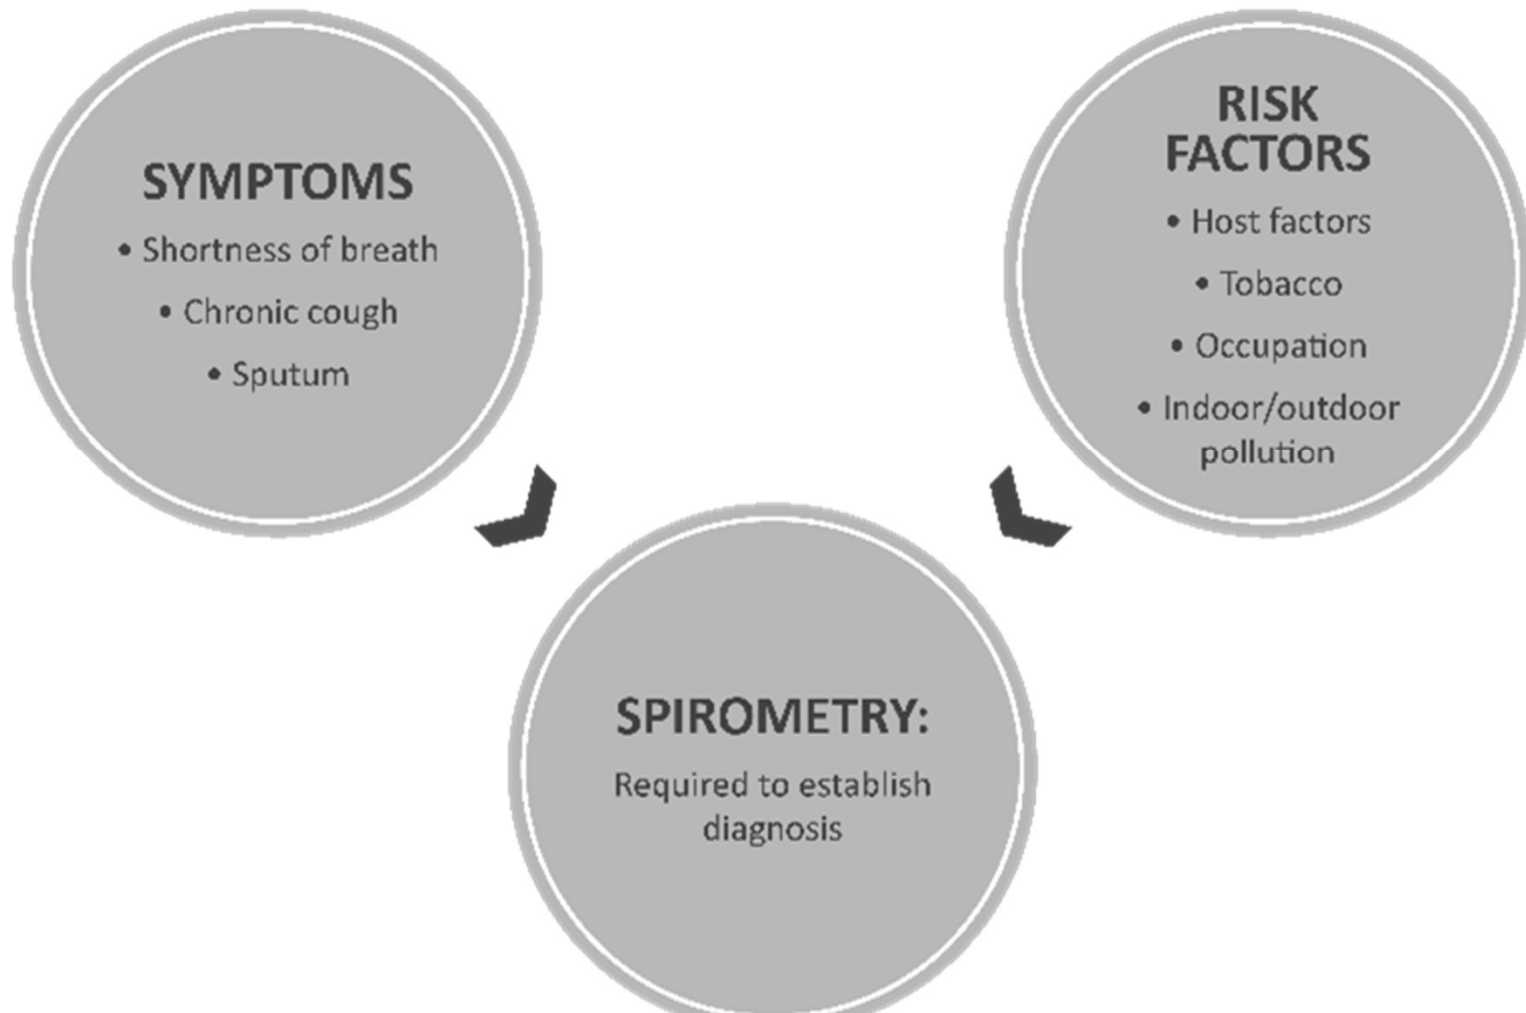 SYMPTOMS
• Shortness of breath
• Chronic cough
• Sputum
RISK
FACTORS
• Host factors
• Tobacco
• Occupation
• Indoor/outdoor
pollution
SPIROMETRY:
Required to establish
diagnosis